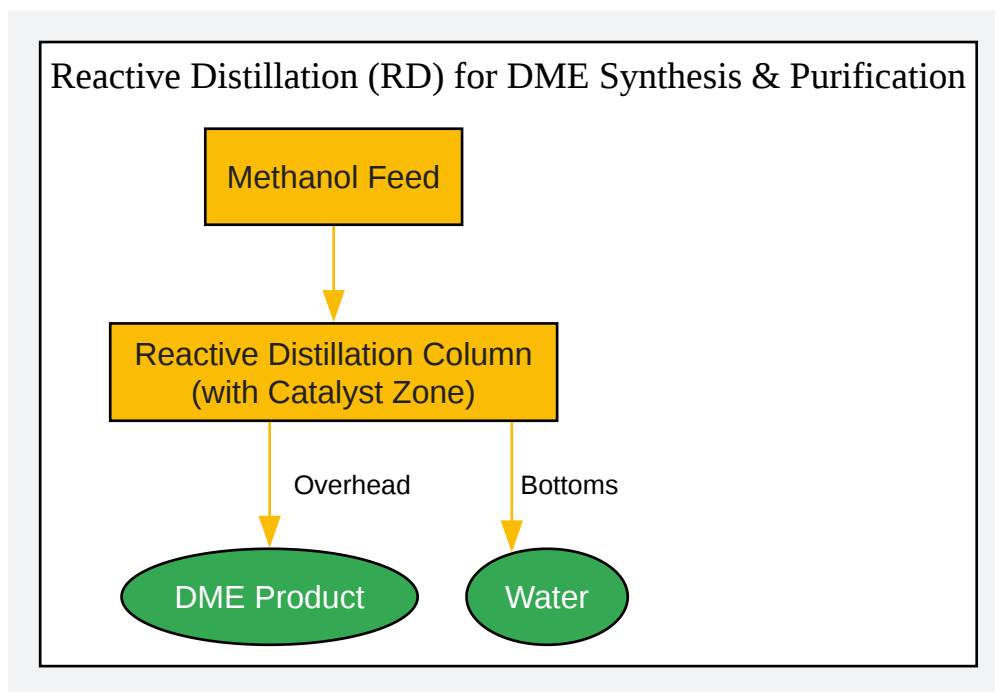 Reactive Distillation (RD) for DME Synthesis & Purification
Methanol Feed
Reactive Distillation Column
(with Catalyst Zone)
Overhead
Bottoms
DME Product
Water